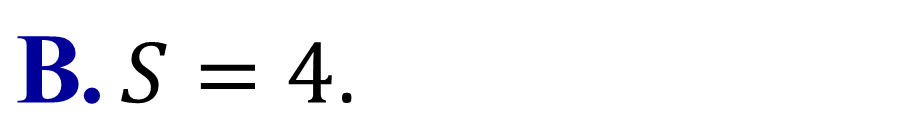 B. S = 4.